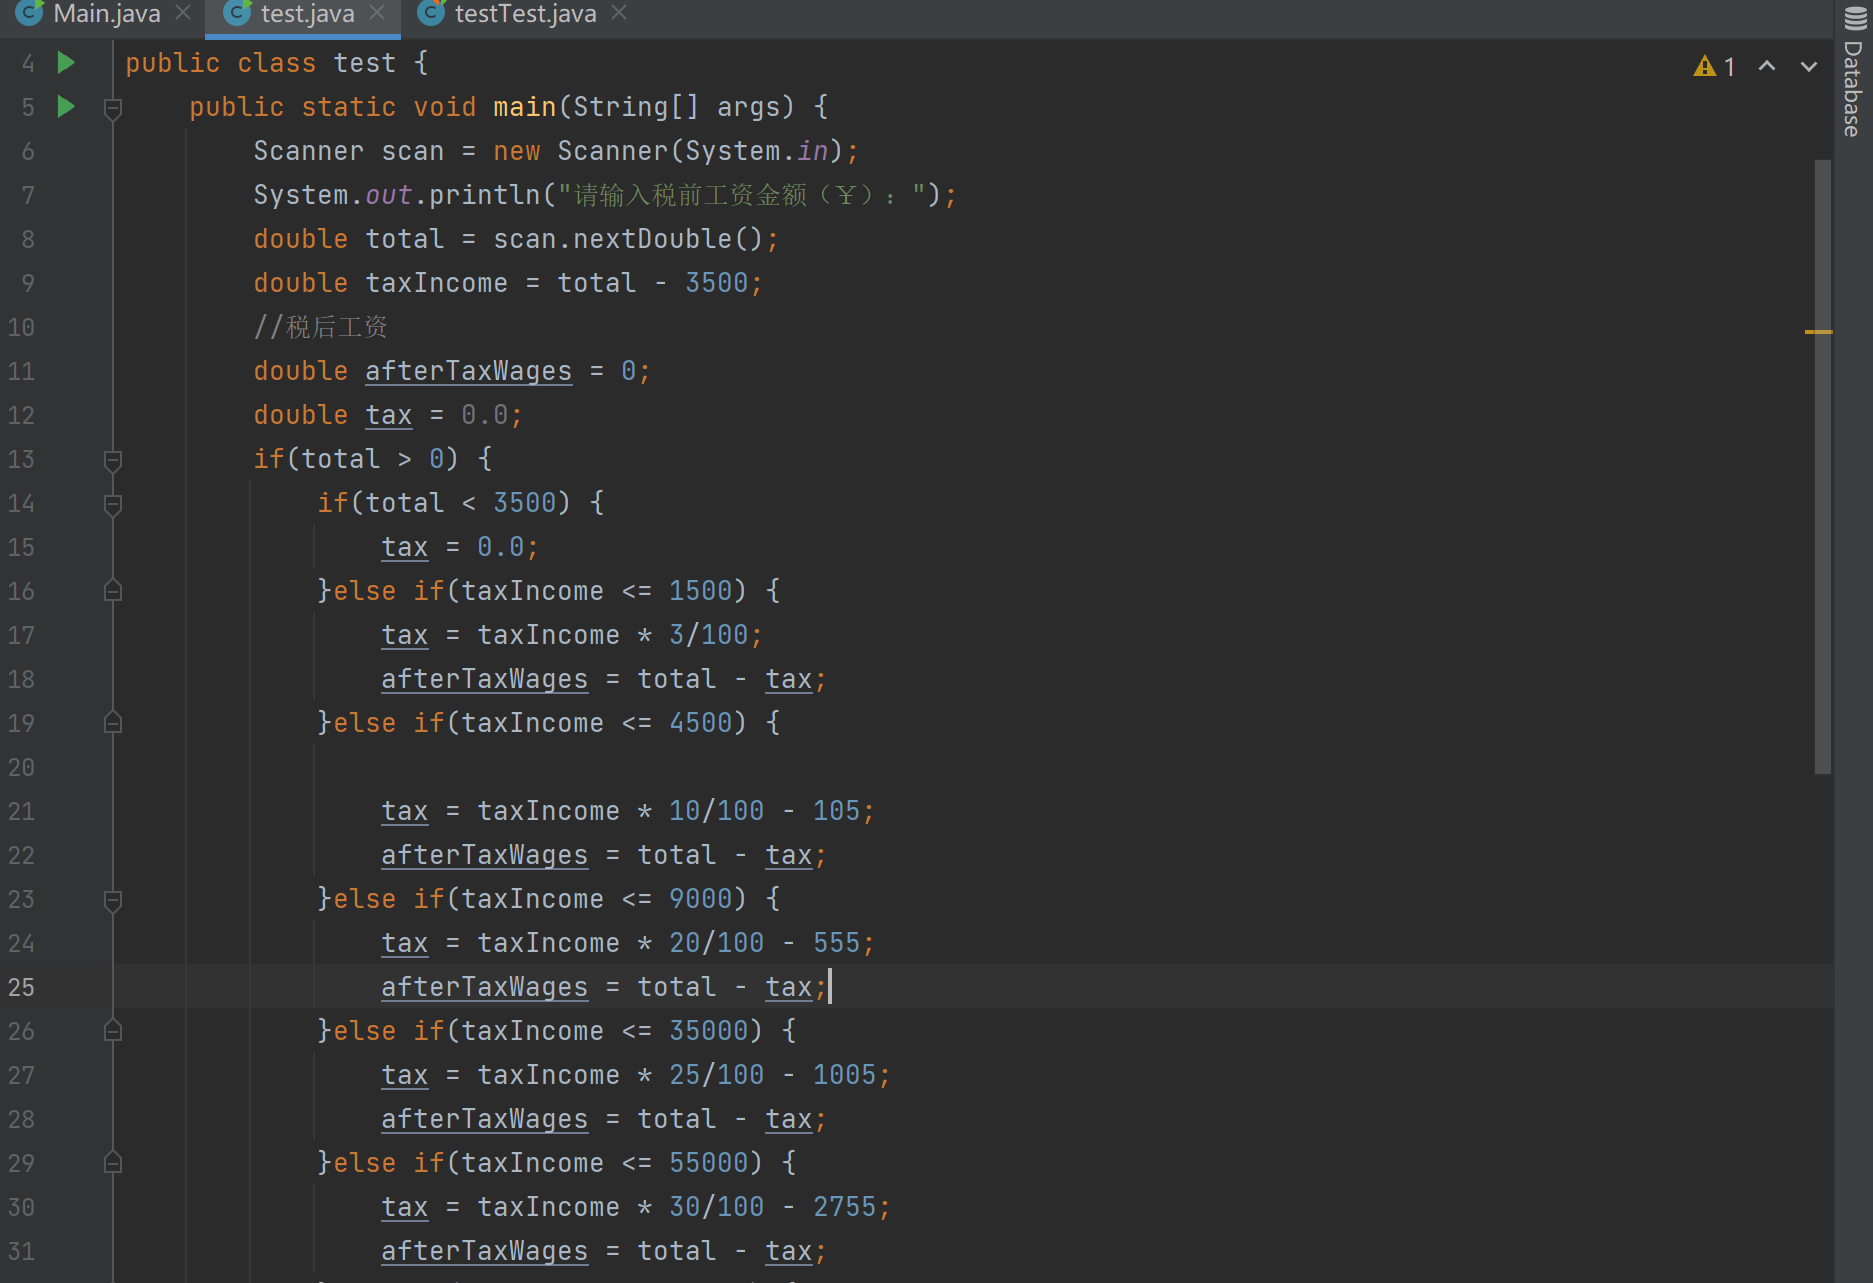 Main.java test.java testTest.java
Database
1
4 public class test {
5 public static void main(String[] args) {
6 Scanner scan = new Scanner(System.in);
7 System.out.println("请输入税前工资金额（￥）：");
8 double total = scan.nextDouble();
9 double taxIncome = total - 3500;
10 //税后工资
11 double afterTaxWages = 0;
12 double tax = 0.0;
13 if(total > 0) {
14 if(total < 3500) {
15 tax = 0.0;
16 }else if(taxIncome <= 1500) {
17 tax = taxIncome * 3/100;
18 afterTaxWages = total - tax;
19 }else if(taxIncome <= 4500) {
20
21 tax = taxIncome * 10/100 - 105;
22 afterTaxWages = total - tax;
23 }else if(taxIncome <= 9000) {
24 tax = taxIncome * 20/100 - 555;
25 afterTaxWages = total - tax;
26 }else if(taxIncome <= 35000) {
27 tax = taxIncome * 25/100 - 1005;
28 afterTaxWages = total - tax;
29 }else if(taxIncome <= 55000) {
30 tax = taxIncome * 30/100 - 2755;
31 afterTaxWages = total - tax;